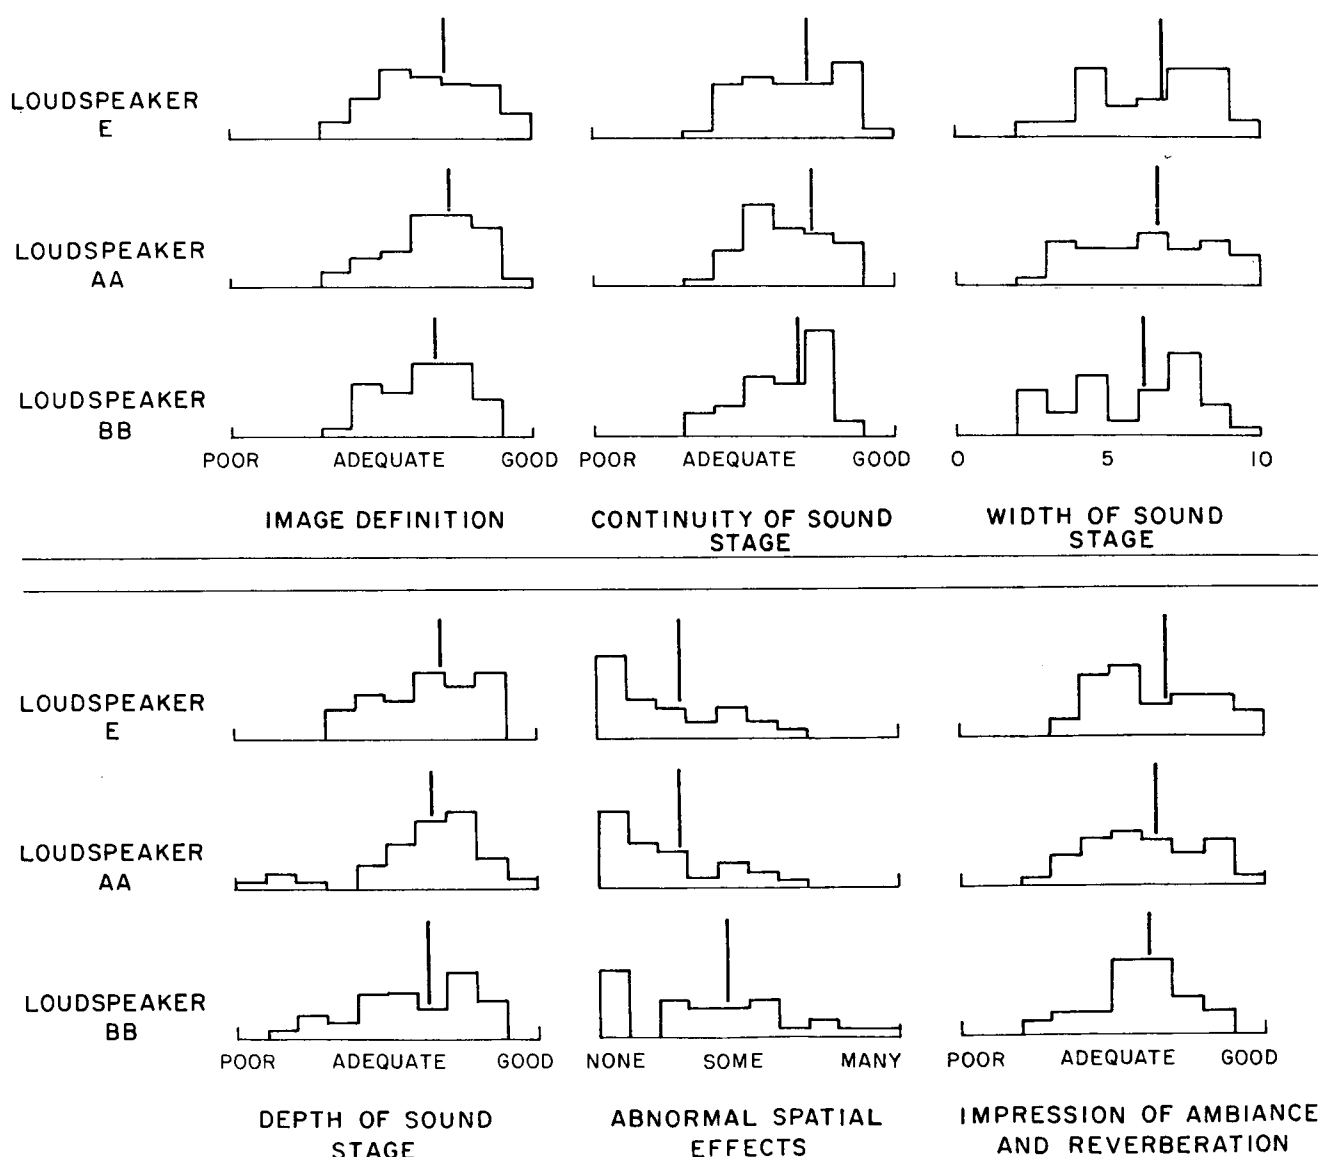 LOUDSPEAKER
E
LOUDSPEAKER
AA
LOUDSPEAKER
BB
POOR ADEQUATE GOOD POOR ADEQUATE GOOD 0 5 10
IMAGE DEFINITION
CONTINUITY OF SOUND
STAGE
WIDTH OF SOUND
STAGE
LOUDSPEAKER
E
LOUDSPEAKER
AA
LOUDSPEAKER
BB
POOR ADEQUATE GOOD NONE SOME MANY POOR ADEQUATE GOOD
DEPTH OF SOUND
STAGE
ABNORMAL SPATIAL
EFFECTS
IMPRESSION OF AMBIANCE
AND REVERBERATION